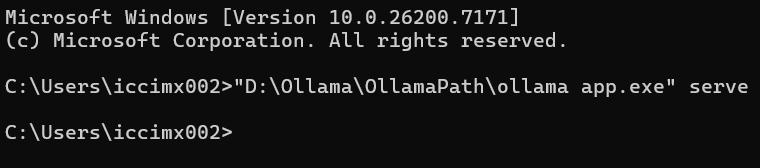 Microsoft Windows [Version 10.0.26200.7171]
(c) Microsoft Corporation. All rights reserved.
C:\Users\iccimx002>"D:\Ollama\OllamaPath\ollama app.exe" serve
C:\Users\iccimx002>